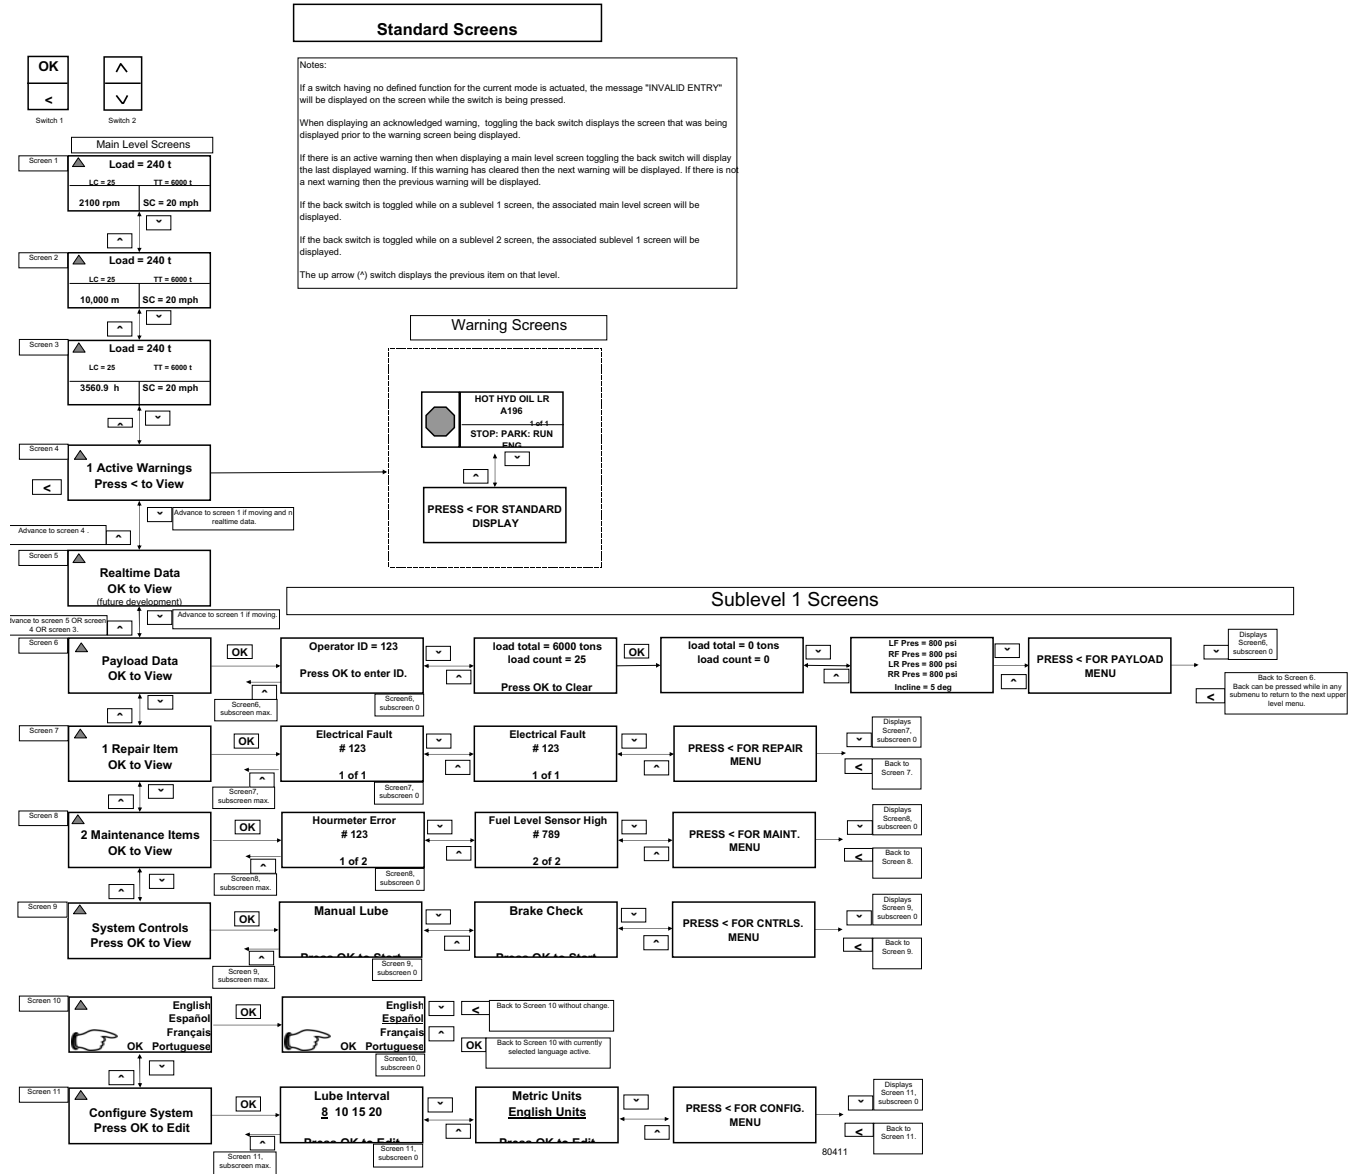 Standard Screens
OK
<
Switch 1
^
v
Switch 2
Notes:
If a switch having no defined function for the current mode is actuated, the message "INVALID ENTRY"
will be displayed on the screen while the switch is being pressed.
When displaying an acknowledged warning, toggling the back switch displays the screen that was being
displayed prior to the warning screen being displayed.
If there is an active warning then when displaying a main level screen toggling the back switch will display
the last displayed warning. If this warning has cleared then the next warning will be displayed. If there is not
a next warning then the previous warning will be displayed.
If the back switch is toggled while on a sublevel 1 screen, the associated main level screen will be
displayed.
If the back switch is toggled while on a sublevel 2 screen, the associated sublevel 1 screen will be
displayed.
The up arrow (^) switch displays the previous item on that level.
Main Level Screens
Screen 1
Load = 240 t
LC = 25 TT = 6000 t
2100 rpm SC = 20 mph
Screen 2
Load = 240 t
LC = 25 TT = 6000 t
10,000 m SC = 20 mph
Screen 3
Load = 240 t
LC = 25 TT = 6000 t
3560.9 h SC = 20 mph
Warning Screens
HOT HYD OIL LR
A196
1 of 1
STOP: PARK: RUN
ENG
PRESS < FOR STANDARD
DISPLAY
Screen 4
1 Active Warnings
Press < to View
<
Advance to screen 1 if moving and n
realtime data.
Advance to screen 4 .
Screen 5
Realtime Data
OK to View
(future development)
Advance to screen 1 if moving.
vance to screen 5 OR screen
4 OR screen 3.
Sublevel 1 Screens
Screen 6
Payload Data
OK to View
OK
Screen6,
subscreen max.
Operator ID = 123
Press OK to enter ID.
Screen6,
subscreen 0
load total = 6000 tons
load count = 25
Press OK to Clear
OK
load total = 0 tons
load count = 0
LF Pres = 800 psi
RF Pres = 800 psi
LR Pres = 800 psi
RR Pres = 800 psi
Incline = 5 deg
PRESS < FOR PAYLOAD
MENU
Displays
Screen6,
subscreen 0
<
Back to Screen 6.
Back can be pressed while in any
submenu to return to the next upper
level menu.
Screen 7
1 Repair Item
OK to View
OK
Screen7,
subscreen max.
Electrical Fault
# 123
1 of 1
Screen7,
subscreen 0
Electrical Fault
# 123
1 of 1
PRESS < FOR REPAIR
MENU
Displays
Screen7,
subscreen 0
<
Back to
Screen 7.
Screen 8
2 Maintenance Items
OK to View
OK
Screen8,
subscreen max.
Hourmeter Error
# 123
1 of 2
Screen8,
subscreen 0
Fuel Level Sensor High
# 789
2 of 2
PRESS < FOR MAINT.
MENU
Displays
Screen8,
subscreen 0
<
Back to
Screen 8.
Screen 9
System Controls
Press OK to View
OK
Screen 9,
subscreen max.
Manual Lube
Press OK to Start
Screen 9,
subscreen 0
Brake Check
Press OK to Start
PRESS < FOR CNTRLS.
MENU
Displays
Screen 9,
subscreen 0
<
Back to
Screen 9.
Screen 10
English
Español
Français
OK Portuguese
OK
English
Español
Français
OK Portuguese
Screen10,
subscreen 0
<
Back to Screen 10 without change.
OK
Back to Screen 10 with currently
selected language active.
Screen 11
Configure System
Press OK to Edit
OK
Screen 11,
subscreen max.
Lube Interval
8 10 15 20
Press OK to Edit
Screen 11,
subscreen 0
Metric Units
English Units
Press OK to Edit
PRESS < FOR CONFIG.
MENU
Displays
Screen 11,
subscreen 0
<
Back to
Screen 11.
80411